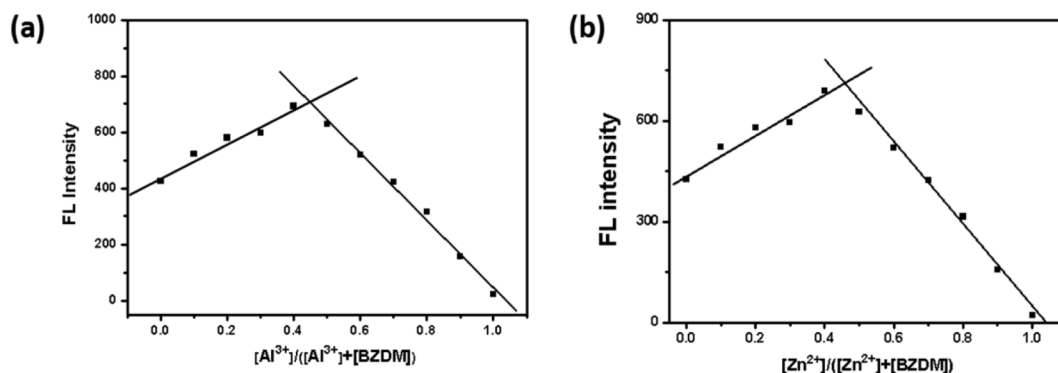 (a)
1000
800
600
400
200
0
FL Intensity
0.0 0.2 0.4 0.6 0.8 1.0
[Al³⁺]/([Al³⁺]+[BZDM])
(b)
900
600
300
0
FL intensity
0.0 0.2 0.4 0.6 0.8 1.0
[Zn²⁺]/([Zn²⁺]+[BZDM])